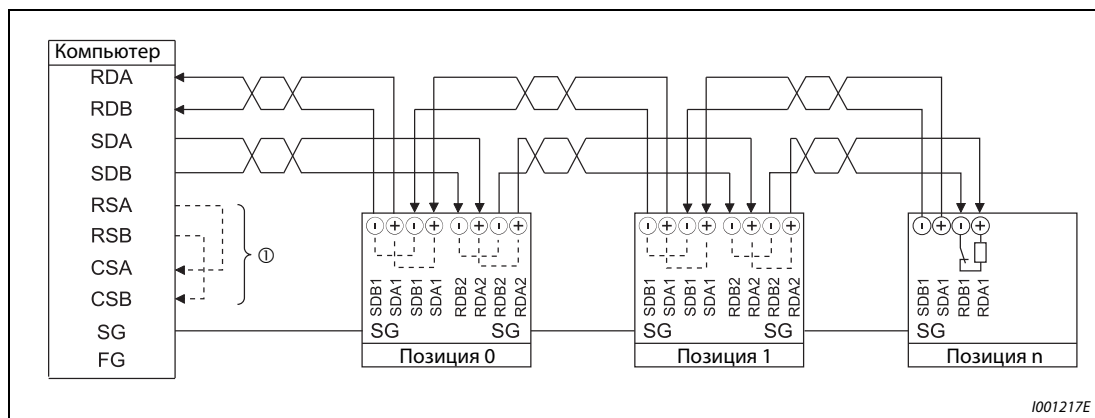 Компьютер
RDA
RDB
SDA
SDB
RSA
RSB
CSA
CSB
SG
FG
①
- + - + - + - +
SDB1 SDA1 SDB1 SDA1 RDB2 RDA2 RDB2 RDA2
SG SG
Позиция 0
- + - + - + - +
SDB1 SDA1 SDB1 SDA1 RDB2 RDA2 RDB2 RDA2
SG SG
Позиция 1
- + - +
SDB1 SDA1 RDB1 RDA1
SG
Позиция n
I001217E